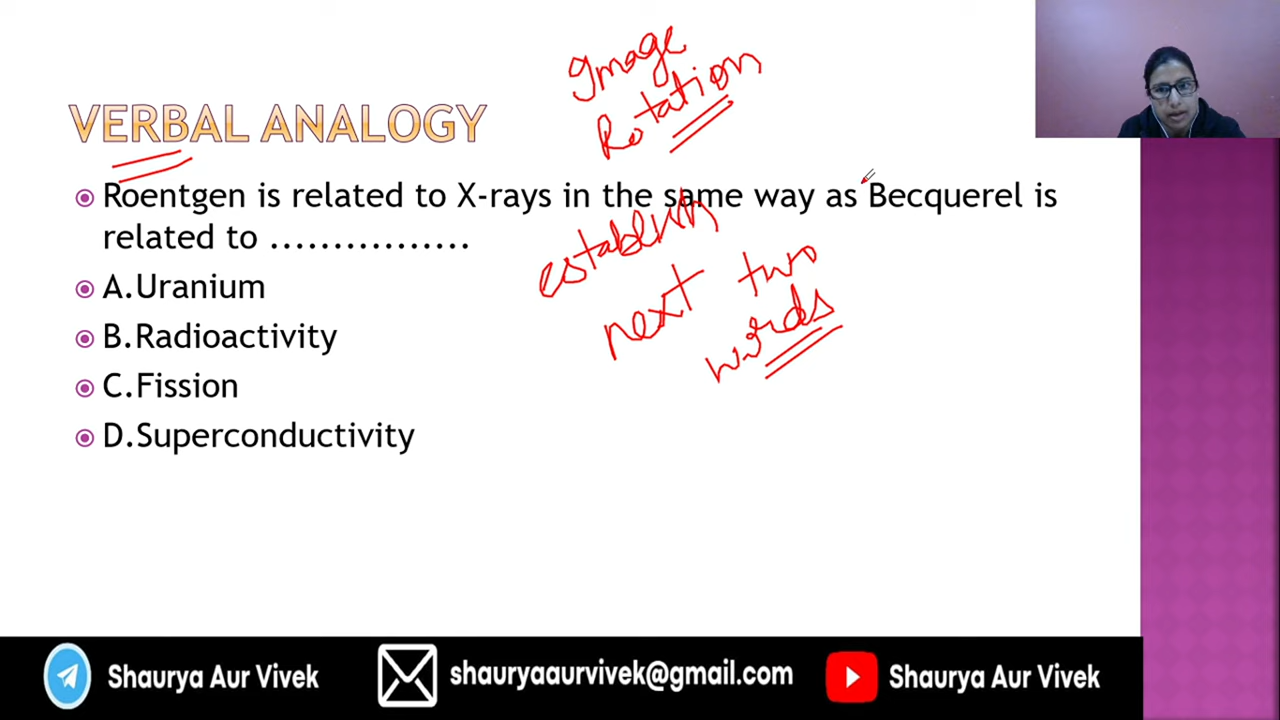 Image
Rotation
VERBAL ANALOGY
Roentgen is related to X-rays in the same way as Becquerel is
related to ................
establish
next two
words
A.Uranium
B.Radioactivity
C.Fission
D.Superconductivity
Shaurya Aur Vivek
shauryaaurvivek@gmail.com
Shaurya Aur Vivek